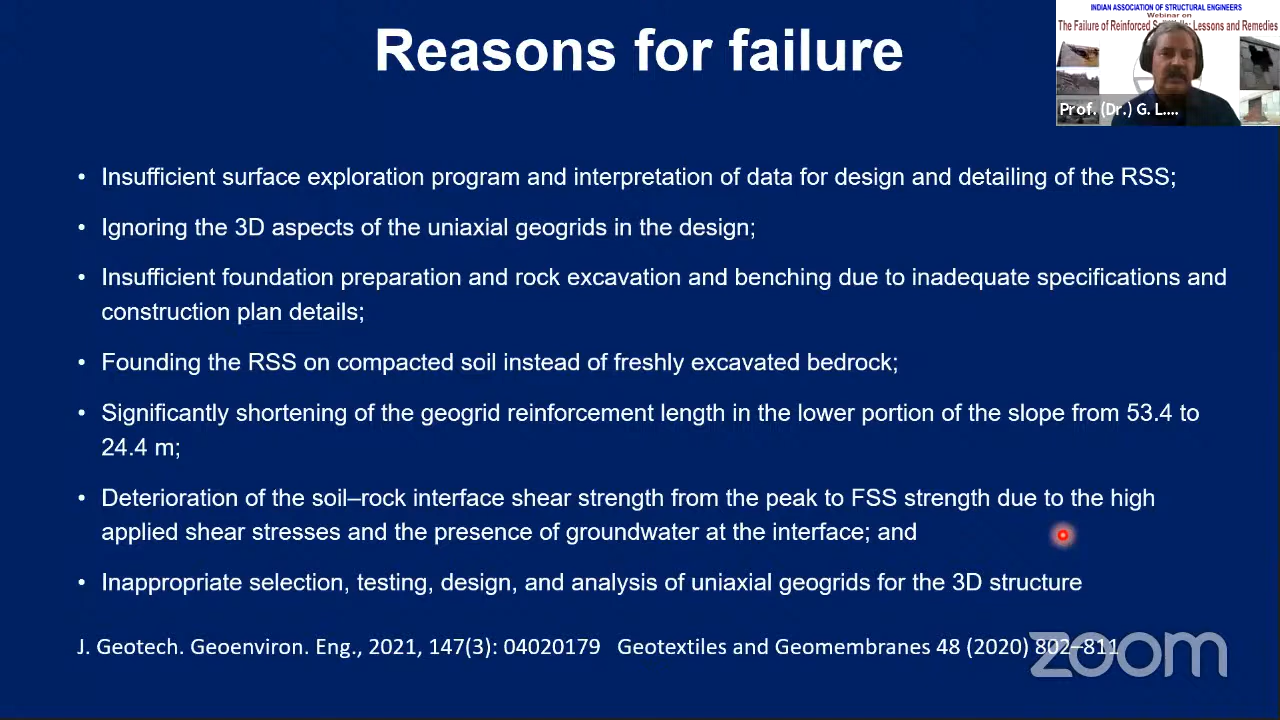 Reasons for failure
INDIAN ASSOCIATION OF STRUCTURAL ENGINEERS
Webinar on
The Failure of Reinforced Lessons and Remedies
Prof. (Dr.) G. L....
• Insufficient surface exploration program and interpretation of data for design and detailing of the RSS;
• Ignoring the 3D aspects of the uniaxial geogrids in the design;
• Insufficient foundation preparation and rock excavation and benching due to inadequate specifications and
construction plan details;
• Founding the RSS on compacted soil instead of freshly excavated bedrock;
• Significantly shortening of the geogrid reinforcement length in the lower portion of the slope from 53.4 to
24.4 m;
• Deterioration of the soil–rock interface shear strength from the peak to FSS strength due to the high
applied shear stresses and the presence of groundwater at the interface; and
• Inappropriate selection, testing, design, and analysis of uniaxial geogrids for the 3D structure
J. Geotech. Geoenviron. Eng., 2021, 147(3): 04020179 Geotextiles and Geomembranes 48 (2020) 802–811
zoom